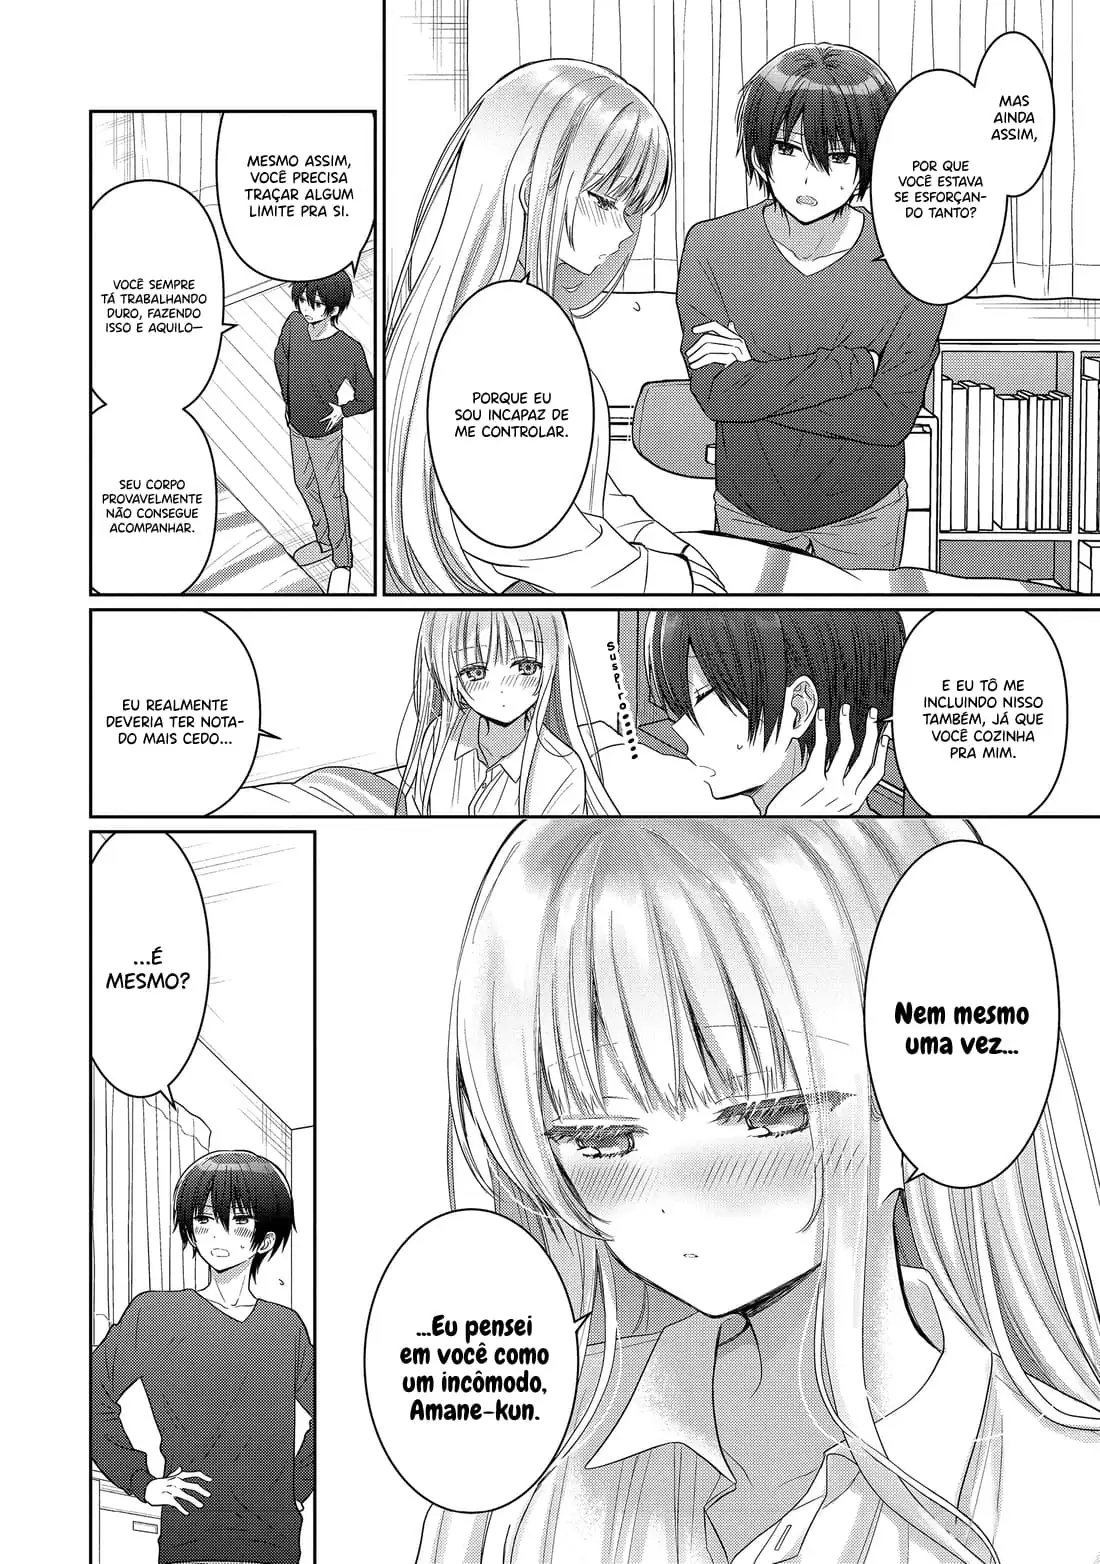 MAS
AINDA
ASSIM,
POR QUE
VOCÊ ESTAVA
SE ESFORÇAN-
DO TANTO?
PORQUE EU
SOU INCAPAZ DE
ME CONTROLAR.
MESMO ASSIM,
VOCÊ PRECISA
TRAÇAR ALGUM
LIMITE PRA SI.
VOCÊ SEMPRE
TÁ TRABALHANDO
DURO, FAZENDO
ISSO E AQUILO—
SEU CORPO
PROVAVELMENTE
NÃO CONSEGUE
ACOMPANHAR.
E EU TÔ ME
INCLUINDO NISSO
TAMBÉM, JÁ QUE
VOCÊ COZINHA
PRA MIM.
Suspiro..........
EU REALMENTE
DEVERIA TER NOTA-
DO MAIS CEDO...
Nem mesmo
uma vez...
...Eu pensei
em você como
um incômodo,
Amane-kun.
...É
MESMO?